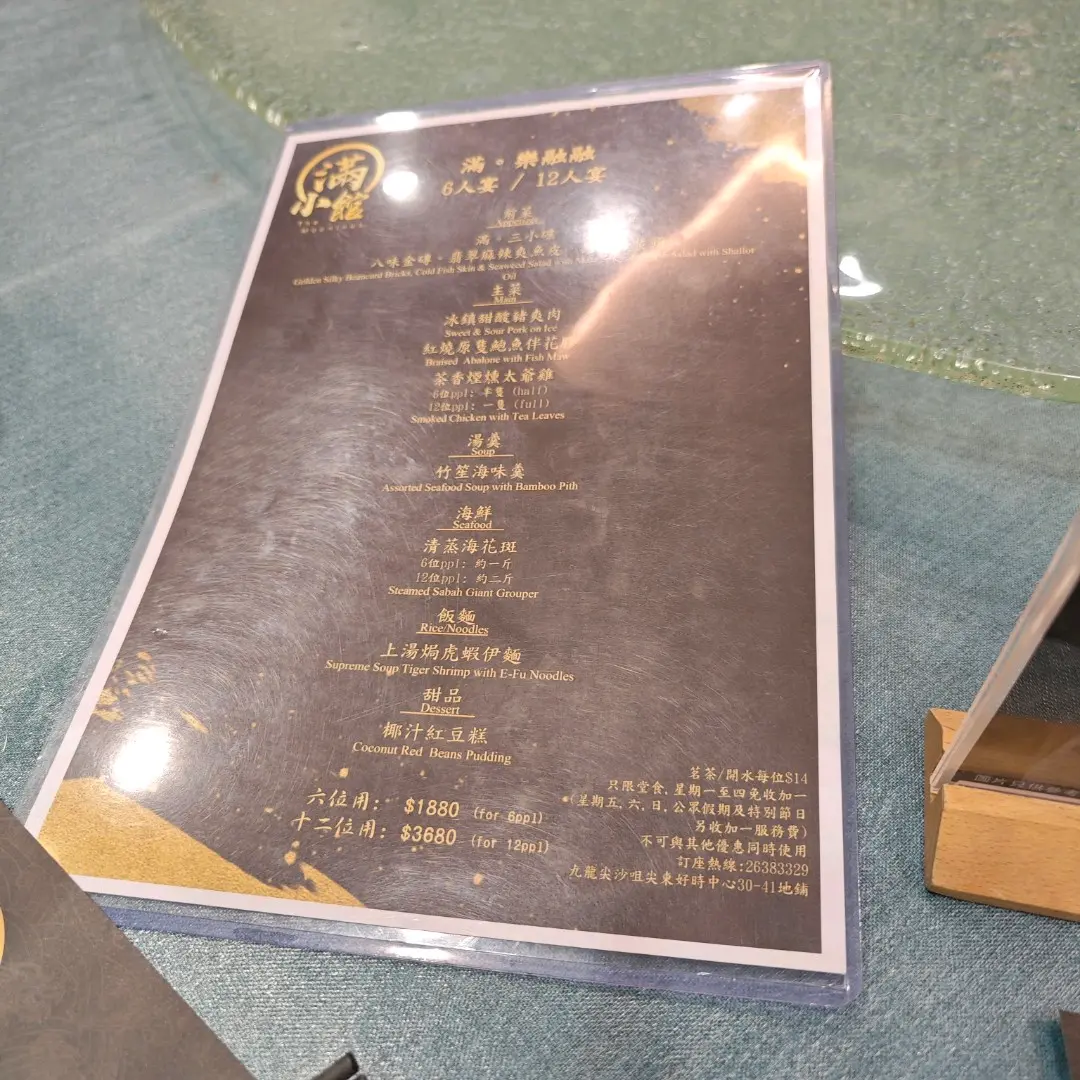 滿
小館
滿。樂融融
6人宴 / 12人宴
前菜
Appetizer
滿。三小碟
八味金磚。翡翠麻辣爽魚皮
Golden Silky Beancurd Bricks, Cold Fish Skin & Seaweed Salad with Shallot
Oil
主菜
Main
冰鎮甜酸豬爽肉
Sweet & Sour Pork on Ice
紅燒原隻鮑魚伴花
Braised Abalone with Fish Maw
茶香煙燻太爺雞
6位ppl: 半隻 (half)
12位ppl: 一隻 (full)
Smoked Chicken with Tea Leaves
湯羹
Soup
竹笙海味羹
Assorted Seafood Soup with Bamboo Pith
海鮮
Seafood
清蒸海花斑
6位ppl: 約一斤
12位ppl: 約二斤
Steamed Sabah Giant Grouper
飯麵
Rice/Noodles
上湯焗虎蝦伊麵
Supreme Soup Tiger Shrimp with E-Fu Noodles
甜品
Dessert
椰汁紅豆糕
Coconut Red Beans Pudding
六位用: $1880 (for 6ppl)
十二位用: $3680 (for 12ppl)
茗茶/開水每位$14
只限堂食,星期一至四免收加一
(星期五,六,日,公眾假期及特別節日
另收加一服務費)
不可與其他優惠同時使用
訂座熱線:26383329
九龍尖沙咀尖東好時中心30-41地鋪